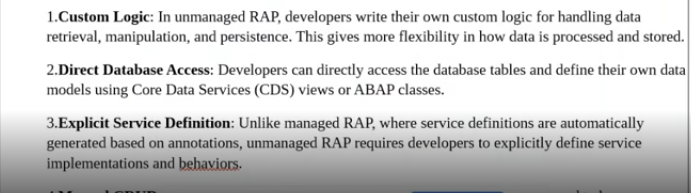 1.Custom Logic: In unmanaged RAP, developers write their own custom logic for handling data
retrieval, manipulation, and persistence. This gives more flexibility in how data is processed and stored.
2.Direct Database Access: Developers can directly access the database tables and define their own data
models using Core Data Services (CDS) views or ABAP classes.
3.Explicit Service Definition: Unlike managed RAP, where service definitions are automatically
generated based on annotations, unmanaged RAP requires developers to explicitly define service
implementations and behaviors.